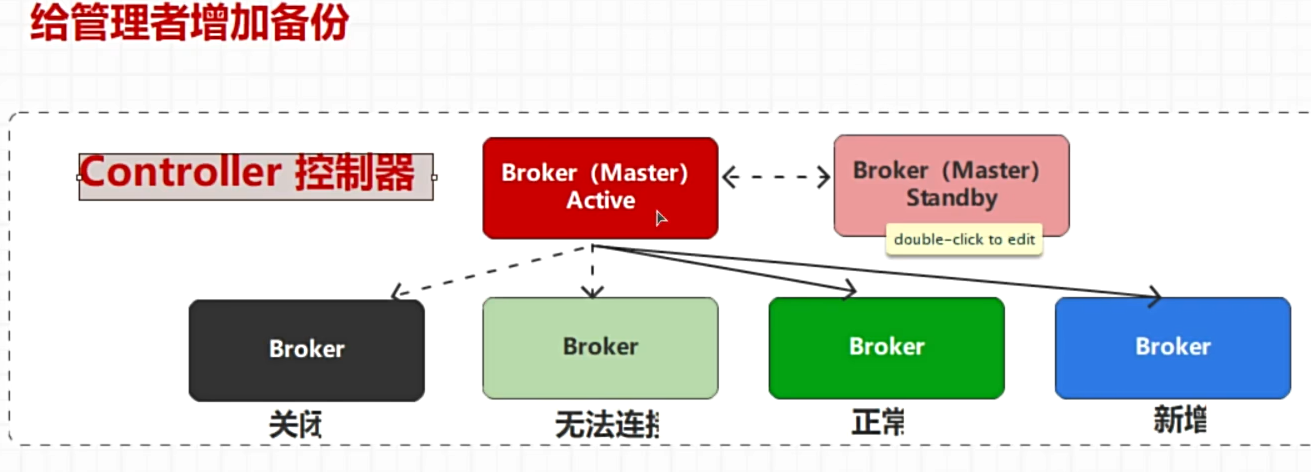 给管理者增加备份
Controller 控制器
Broker（Master）
Active
Broker（Master）
Standby
double-click to edit
Broker
Broker
Broker
Broker
关闭
无法连接
正常
新增